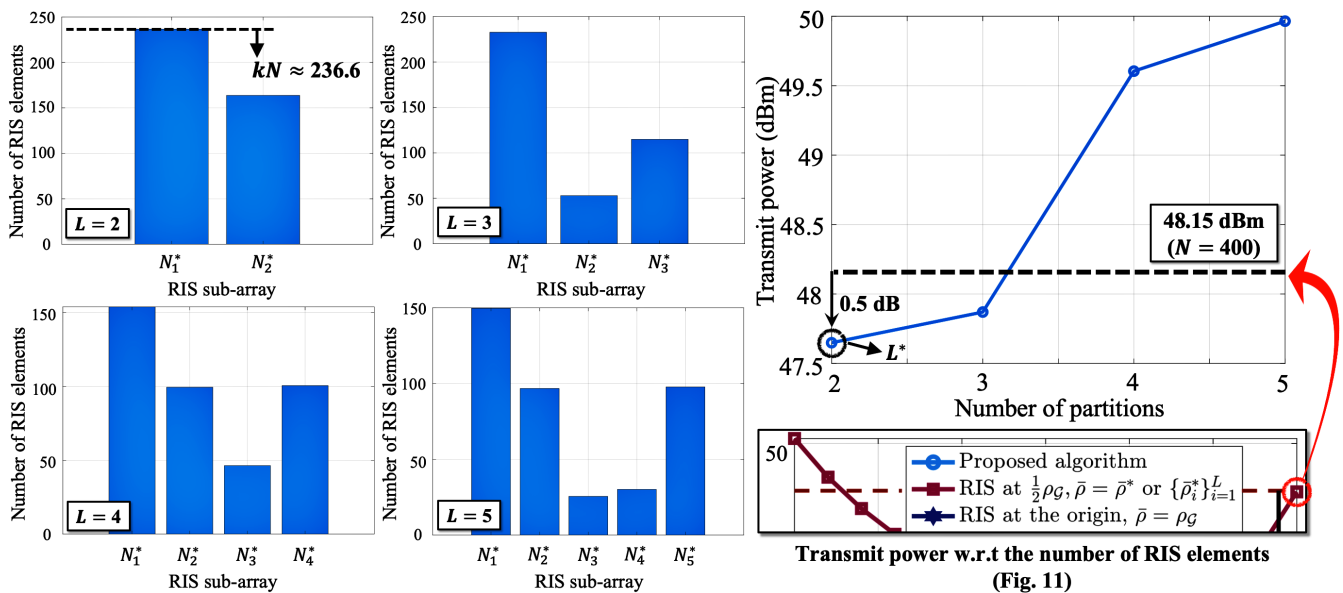 250
200
150
100
50
0
Number of RIS elements
kN ≈ 236.6
L = 2
N₁* N₂*
RIS sub-array
250
200
150
100
50
0
Number of RIS elements
L = 3
N₁* N₂* N₃*
RIS sub-array
150
100
50
0
Number of RIS elements
L = 4
N₁* N₂* N₃* N₄*
RIS sub-array
150
100
50
0
Number of RIS elements
L = 5
N₁* N₂* N₃* N₄* N₅*
RIS sub-array
50
49.5
49
48.5
48
47.5
Transmit power (dBm)
48.15 dBm
(N = 400)
0.5 dB
L*
2 3 4 5
Number of partitions
50
Proposed algorithm
RIS at ½ρ_𝒢, ρ̄ = ρ̄* or {ρ̄ᵢ*}ᵢ₌₁ᴸ
RIS at the origin, ρ̄ = ρ_𝒢
Transmit power w.r.t the number of RIS elements
(Fig. 11)